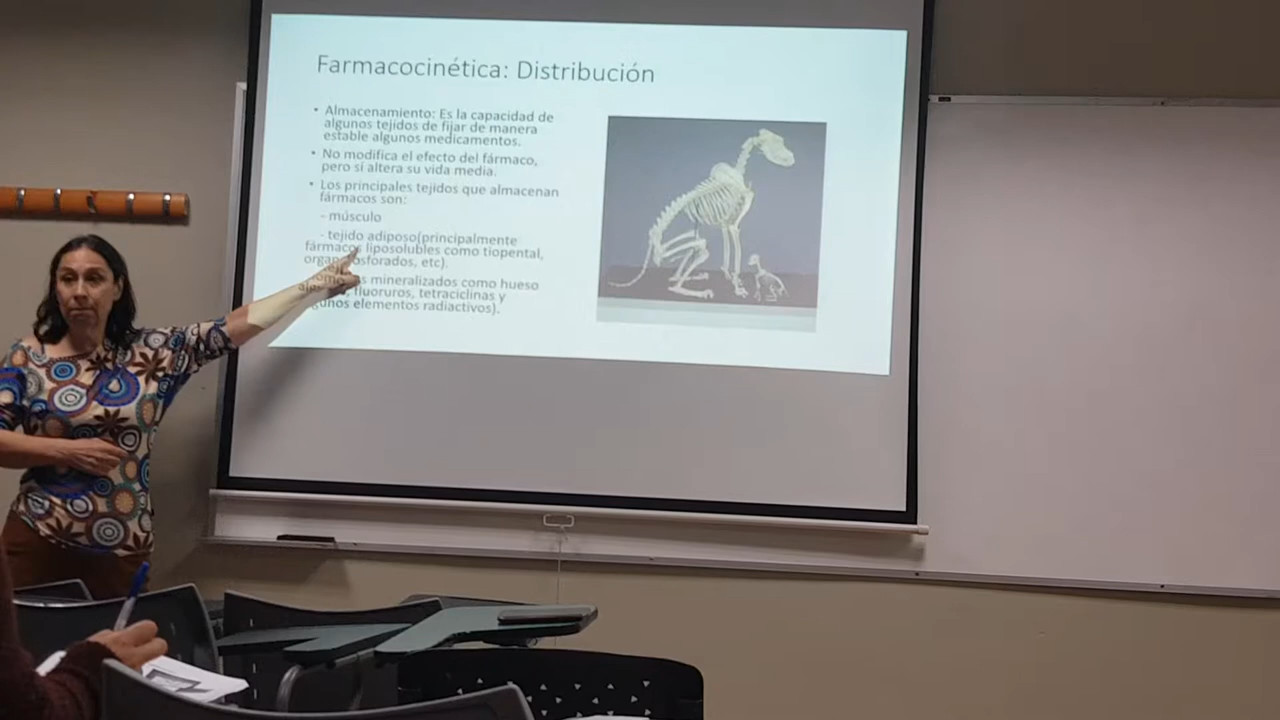 Farmacocinética: Distribución
• Almacenamiento: Es la capacidad de
algunos tejidos de fijar de manera
estable algunos medicamentos.
• No modifica el efecto del fármaco,
pero sí altera su vida media.
• Los principales tejidos que almacenan
fármacos son:
- músculo
- tejido adiposo(principalmente
fármacos liposolubles como tiopental,
etc).
mineralizados como hueso
fluoruros, tetraciclinas y
elementos radiactivos).